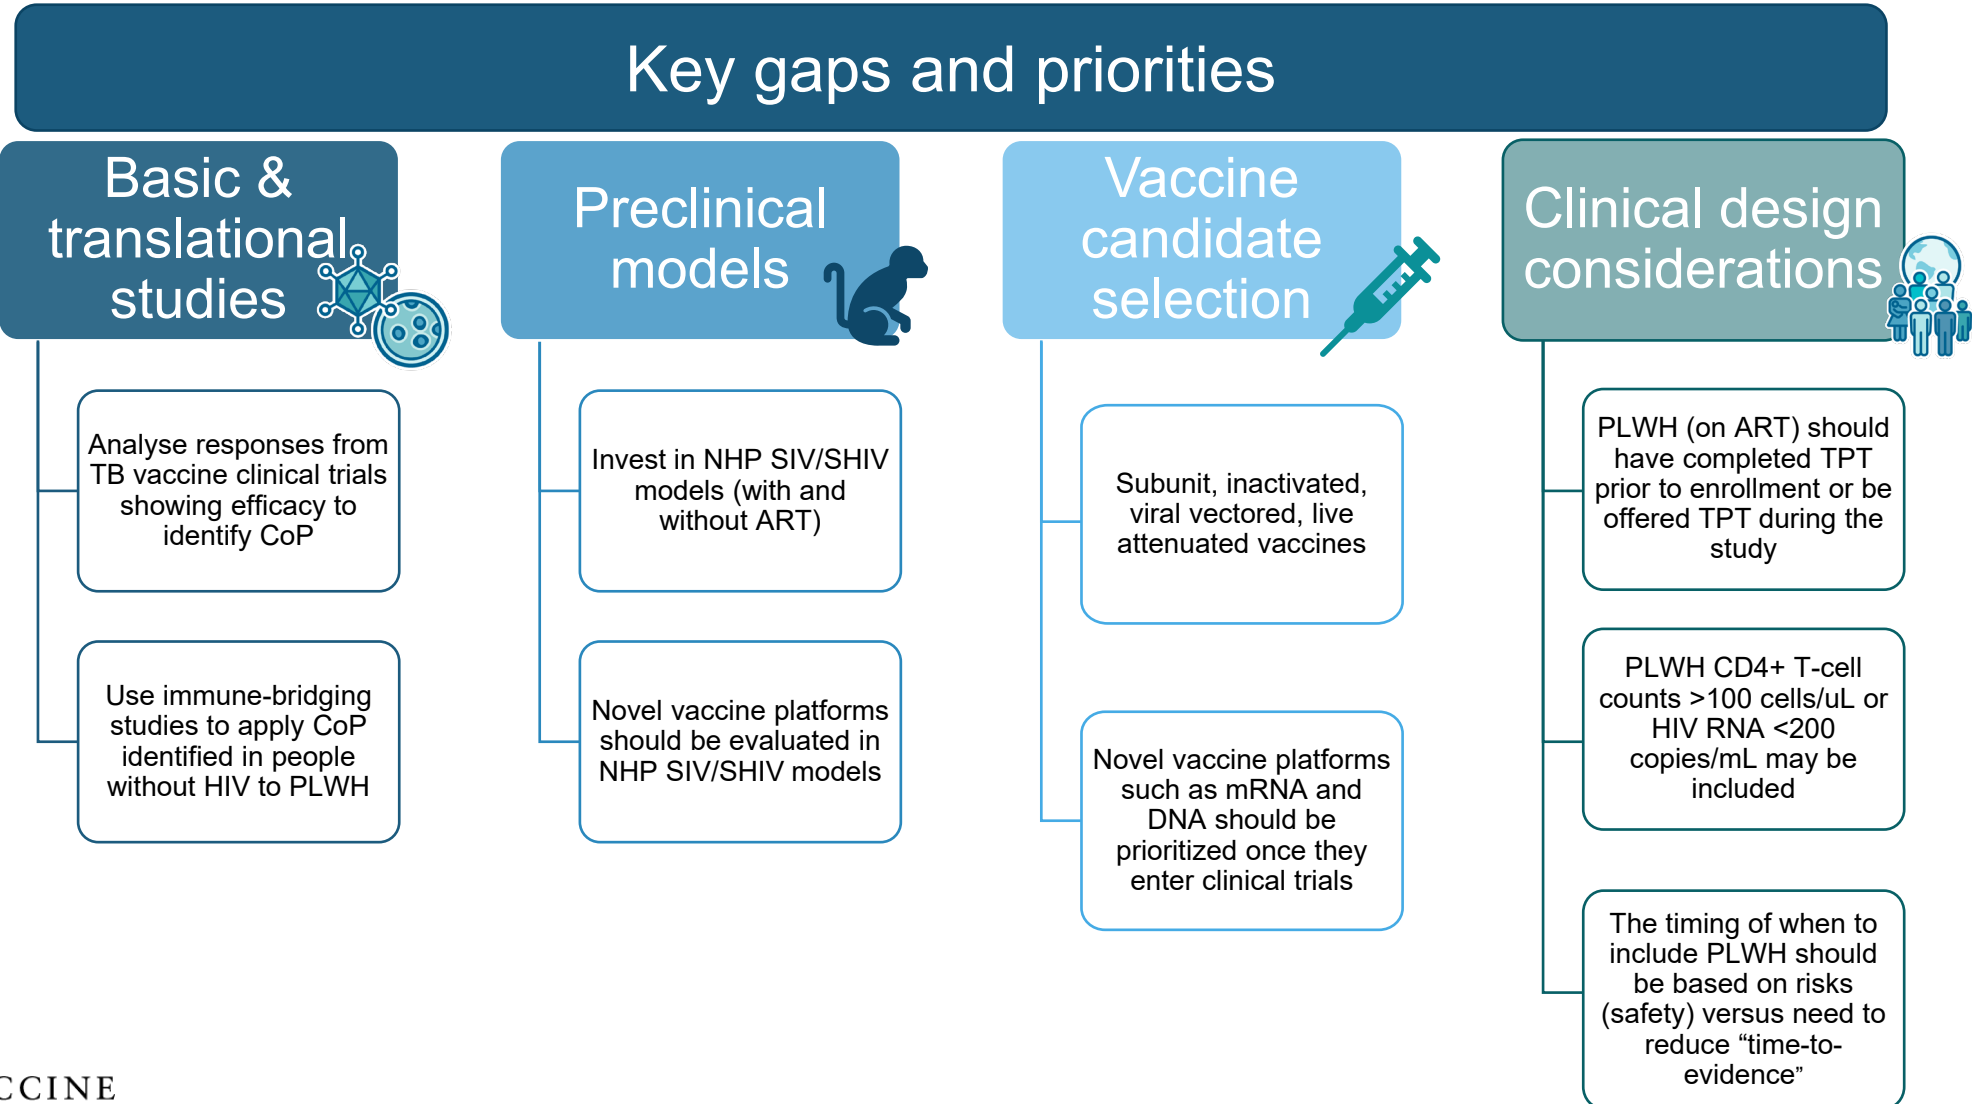 Key gaps and priorities
Basic &
translational
studies
Analyse responses from
TB vaccine clinical trials
showing efficacy to
identify CoP
Use immune-bridging
studies to apply CoP
identified in people
without HIV to PLWH
Preclinical
models
Invest in NHP SIV/SHIV
models (with and
without ART)
Novel vaccine platforms
should be evaluated in
NHP SIV/SHIV models
Vaccine
candidate
selection
Subunit, inactivated,
viral vectored, live
attenuated vaccines
Novel vaccine platforms
such as mRNA and
DNA should be
prioritized once they
enter clinical trials
Clinical design
considerations
PLWH (on ART) should
have completed TPT
prior to enrollment or be
offered TPT during the
study
PLWH CD4+ T-cell
counts >100 cells/uL or
HIV RNA <200
copies/mL may be
included
The timing of when to
include PLWH should
be based on risks
(safety) versus need to
reduce “time-to-
evidence”
CCINE